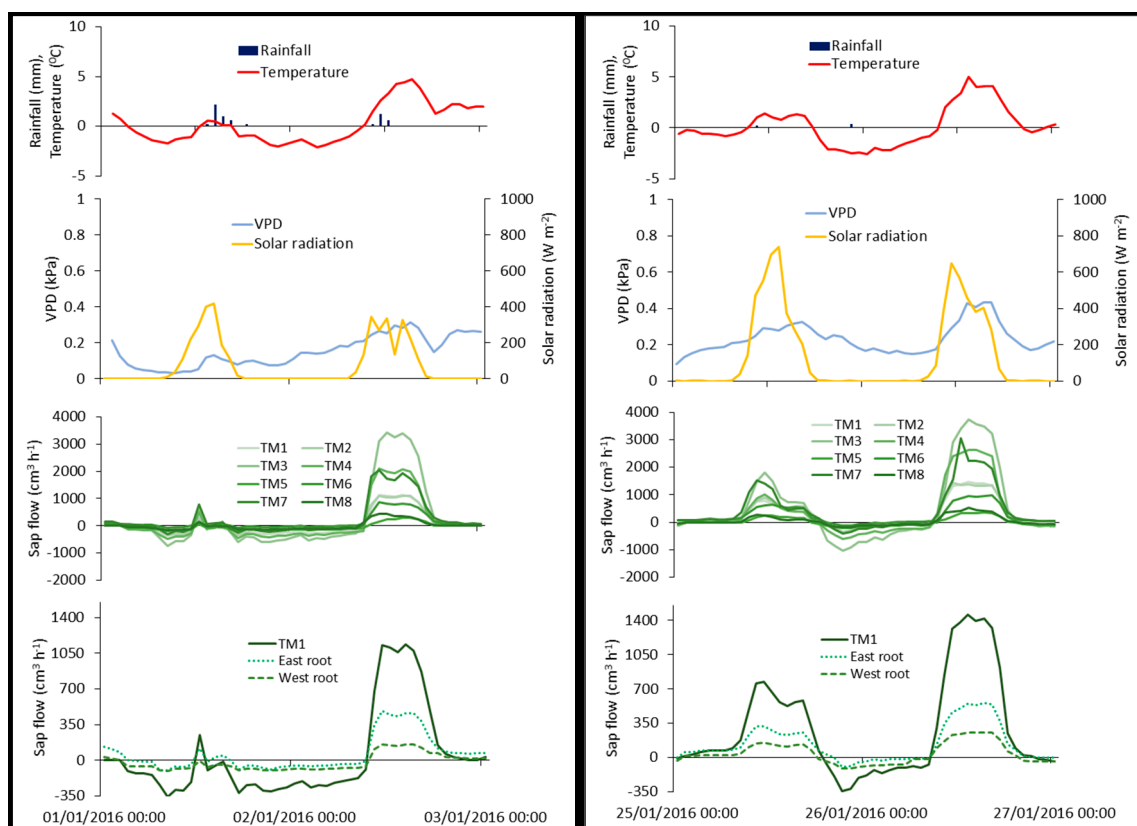 10
5
0
-5
Rainfall (mm),
Temperature (⁰C)
Rainfall
Temperature
1
0.8
0.6
0.4
0.2
0
VPD (kPa)
VPD
Solar radiation
1000
800
600
400
200
0
Solar radiation (W m⁻²)
4000
3000
2000
1000
0
-1000
-2000
Sap flow (cm³ h⁻¹)
TM1 TM2
TM3 TM4
TM5 TM6
TM7 TM8
1400
1050
700
350
0
-350
Sap flow (cm³ h⁻¹)
TM1
East root
West root
01/01/2016 00:00 02/01/2016 00:00 03/01/2016 00:00
10
5
0
-5
Rainfall (mm),
Temperature (⁰C)
Rainfall
Temperature
1
0.8
0.6
0.4
0.2
0
VPD (kPa)
VPD
Solar radiation
1000
800
600
400
200
0
Solar radiation (W m⁻²)
4000
3000
2000
1000
0
-1000
-2000
Sap flow (cm³ h⁻¹)
TM1 TM2
TM3 TM4
TM5 TM6
TM7 TM8
1400
1050
700
350
0
-350
Sap flow (cm³ h⁻¹)
TM1
East root
West root
25/01/2016 00:00 26/01/2016 00:00 27/01/2016 00:00